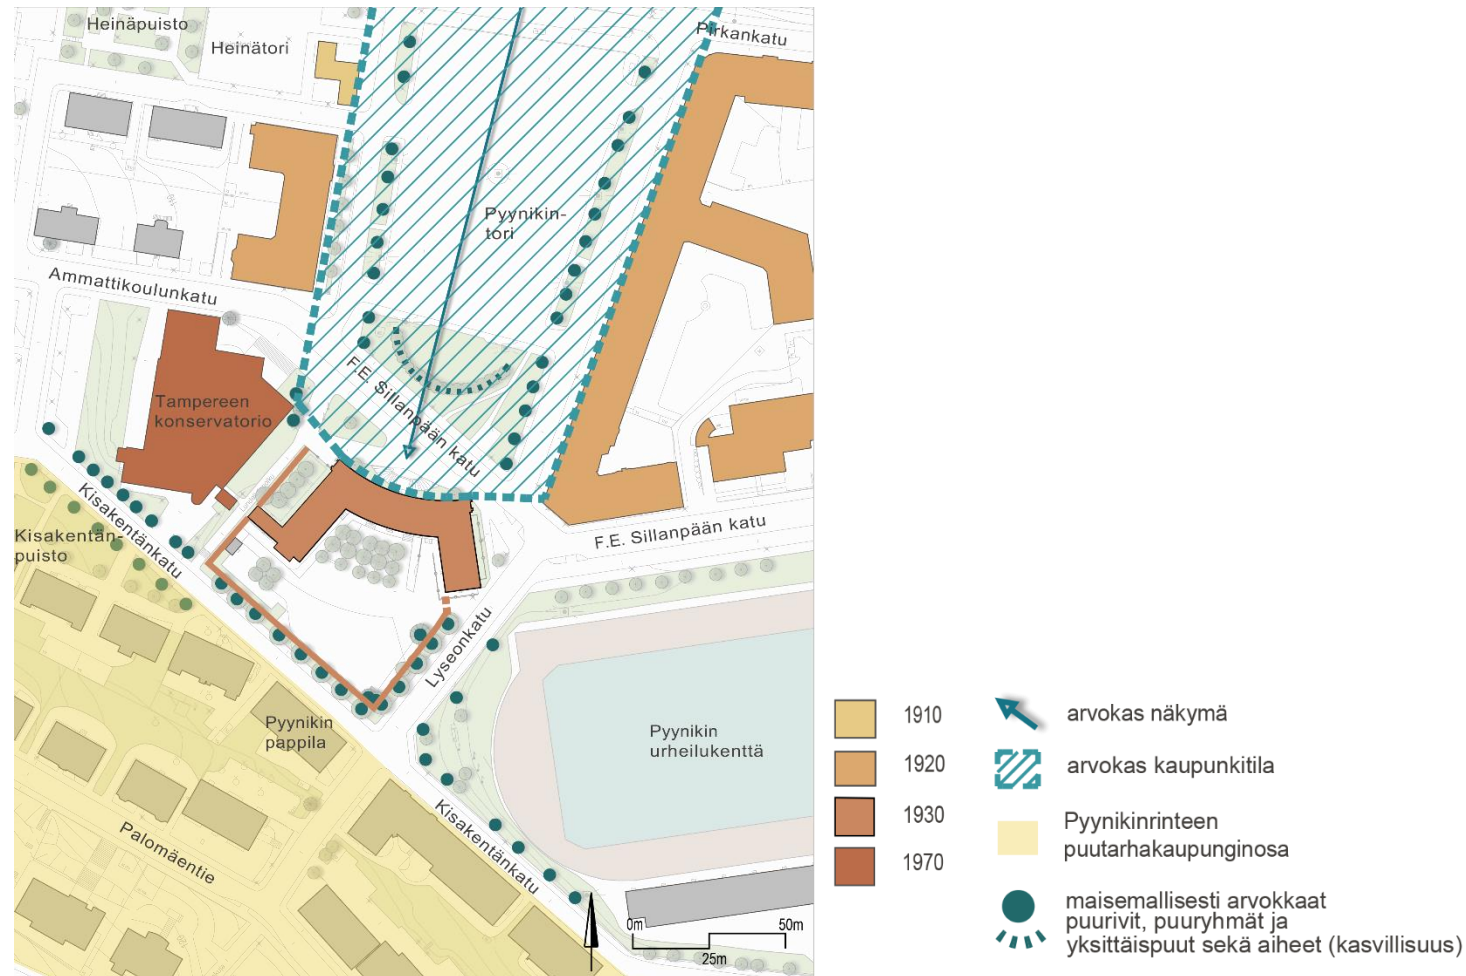 Heinäpuisto
Heinätori
Pirkankatu
Pyynikin-
tori
Ammattikoulunkatu
F.E. Sillanpään katu
Tampereen
konservatorio
Kisakentänkatu
Kisakentän-
puisto
F.E. Sillanpään katu
Lyseonkatu
Pyynikin
pappila
Pyynikin
urheilukenttä
Palomäentie
Kisakentänkatu
0m
50m
25m
1910
1920
1930
1970
arvokas näkymä
arvokas kaupunkitila
Pyynikinrinteen
puutarhakaupunginosa
maisemallisesti arvokkaat
puurivit, puuryhmät ja
yksittäispuut sekä aiheet (kasvillisuus)